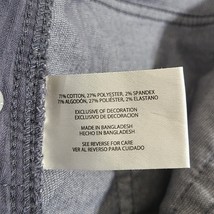 71% COTTON, 27% POLYESTER, 2% SPANDEX
71% ALGODÓN, 27% POLIÉSTER, 2% ELASTANO
EXCLUSIVE OF DECORATION
EXCLUSIVO DE DECORACION
MADE IN BANGLADESH
HECHO EN BANGLADESH
SEE REVERSE FOR CARE
VER AL REVERSO PARA CUIDADO